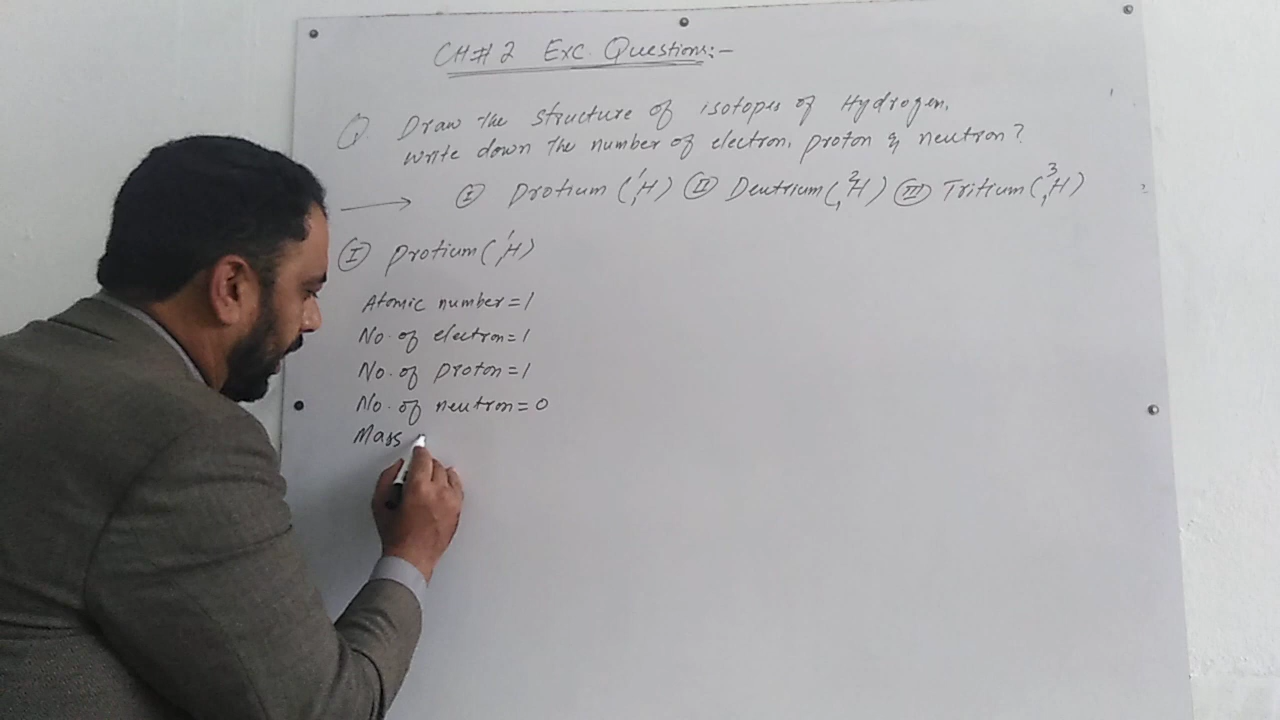 CH#2 Exc. Questions:-
Q. Draw the structure of isotopes of Hydrogen.
write down the number of electron, proton & neutron?
→ (I) Protium (¹₁H) (II) Deutrium (²₁H) (III) Tritium (³₁H)
(I) Protium (¹₁H)
Atomic number = 1
No. of electron = 1
No. of proton = 1
No. of neutron = 0
Mass